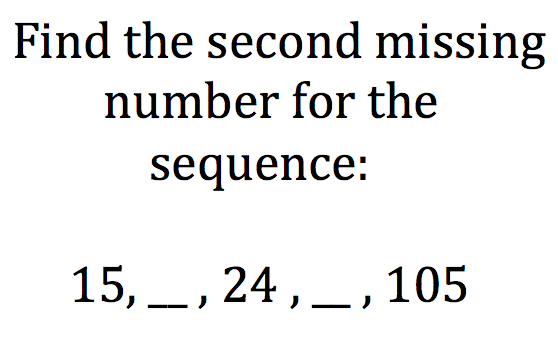 Find the second missing
number for the
sequence:
15, __ , 24 , __ , 105